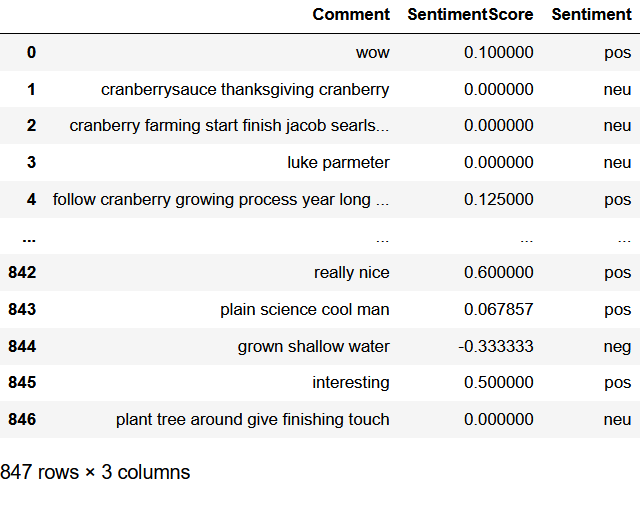 Comment SentimentScore Sentiment
0 wow 0.100000 pos
1 cranberrysauce thanksgiving cranberry 0.000000 neu
2 cranberry farming start finish jacob searls... 0.000000 neu
3 luke parmeter 0.000000 neu
4 follow cranberry growing process year long ... 0.125000 pos
... ... ... ...
842 really nice 0.600000 pos
843 plain science cool man 0.067857 pos
844 grown shallow water -0.333333 neg
845 interesting 0.500000 pos
846 plant tree around give finishing touch 0.000000 neu
847 rows × 3 columns